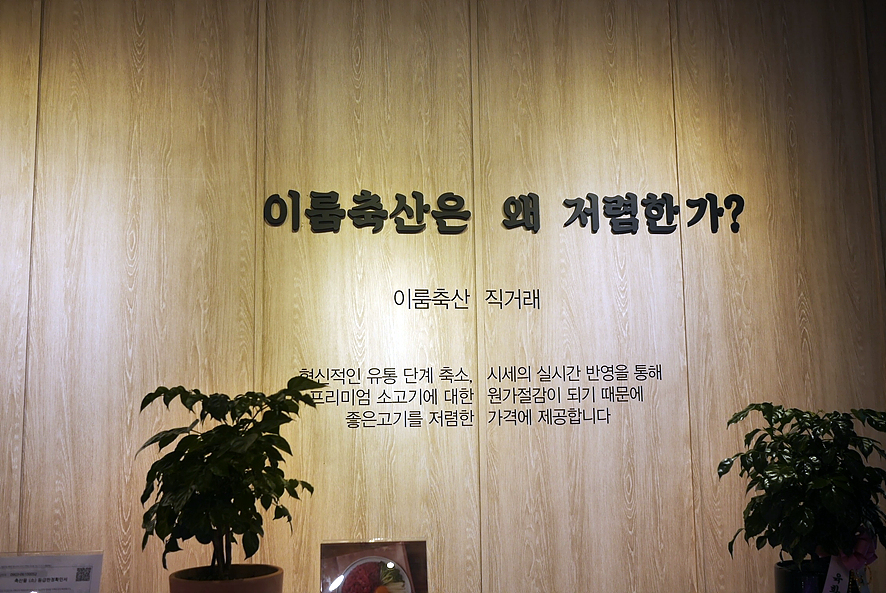 이룸축산은 왜 저렴한가?
이룸축산 직거래
혁신적인 유통 단계 축소, 시세의 실시간 반영을 통해
프리미엄 소고기에 대한 원가절감이 되기 때문에
좋은고기를 저렴한 가격에 제공합니다